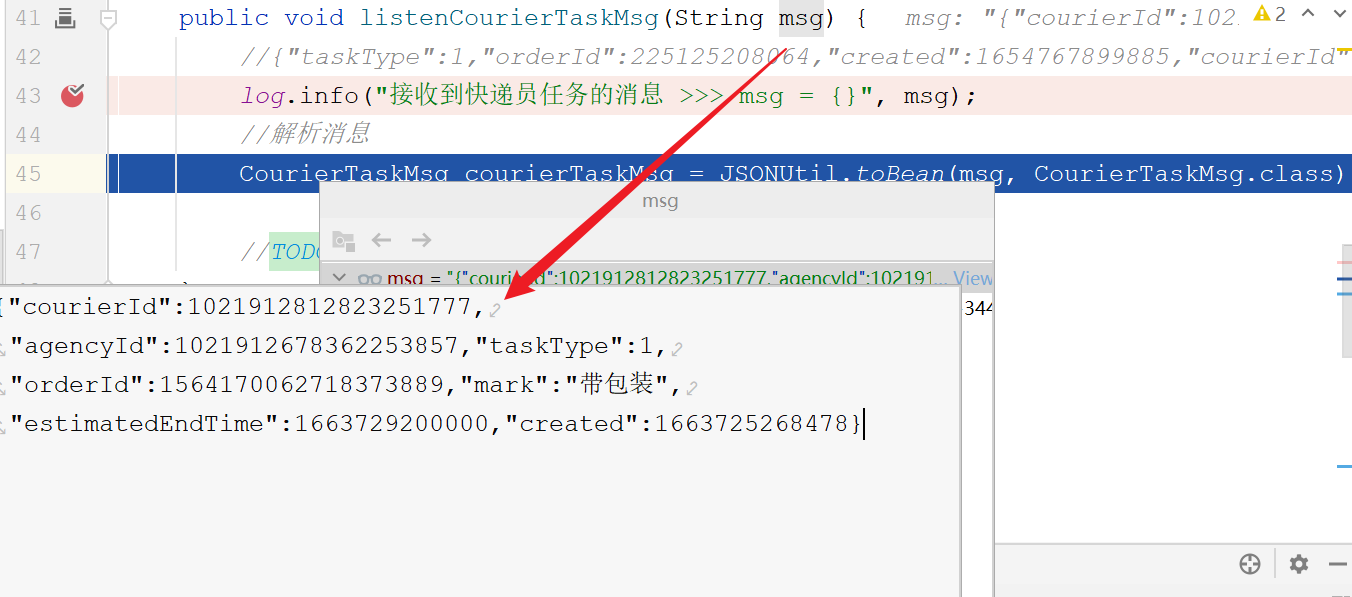 41 public void listenCourierTaskMsg(String msg) { msg: "{"courierId":102 2
42 //{"taskType":1,"orderId":225125208064,"created":1654767899885,"courierId"
43 log.info("接收到快递员任务的消息 >>> msg = {}", msg);
44 //解析消息
45 CourierTaskMsg courierTaskMsg = JSONUtil.toBean(msg, CourierTaskMsg.class)
46
msg
47 //TODO
msg = "{"courierId":1021912812823251777,"agencyId":102191... View
{"courierId":1021912812823251777,
344
"agencyId":1021912678362253857,"taskType":1,
"orderId":1564170062718373889,"mark":"带包装",
"estimatedEndTime":1663729200000,"created":1663725268478}